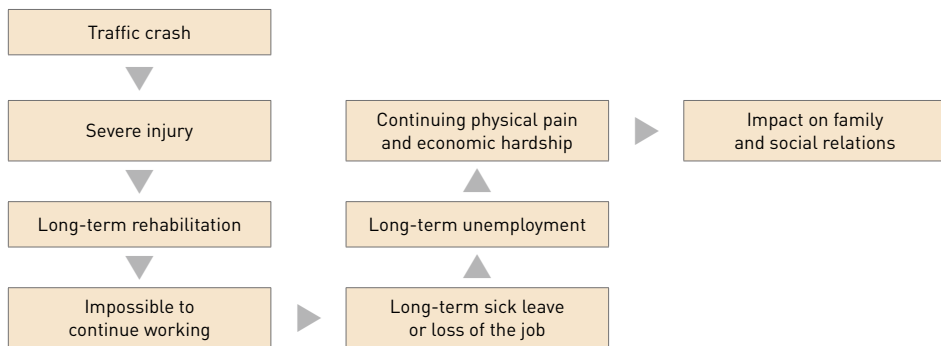 Traffic crash
Severe injury
Long-term rehabilitation
Impossible to
continue working
Long-term sick leave
or loss of the job
Long-term unemployment
Continuing physical pain
and economic hardship
Impact on family
and social relations